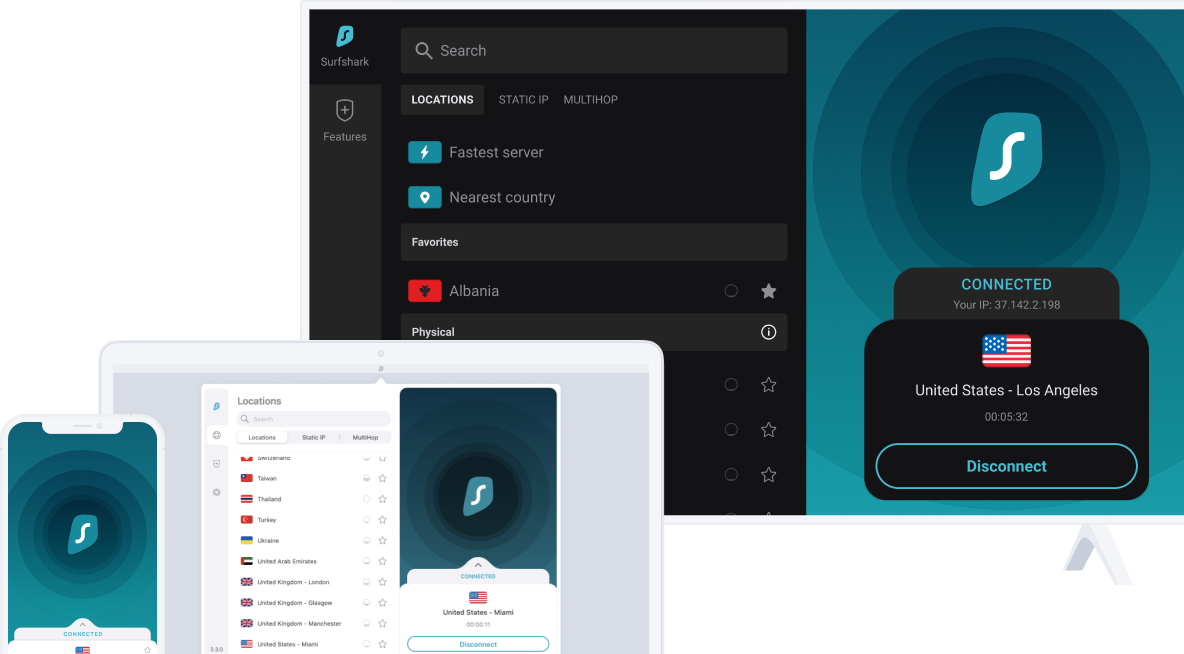 Surfshark
Features
Search
LOCATIONS STATIC IP MULTIHOP
Fastest server
Nearest country
Favorites
Albania
Physical
CONNECTED
Your IP: 37.142.2.198
United States - Los Angeles
00:05:32
Disconnect
Locations
Search
Locations Static IP MultiHop
Switzerland
Taiwan
Thailand
Turkey
Ukraine
United Arab Emirates
United Kingdom - London
United Kingdom - Glasgow
United Kingdom - Manchester
United States - Miami
3.3.0
CONNECTED
United States - Miami
00:00:11
Disconnect
CONNECTED